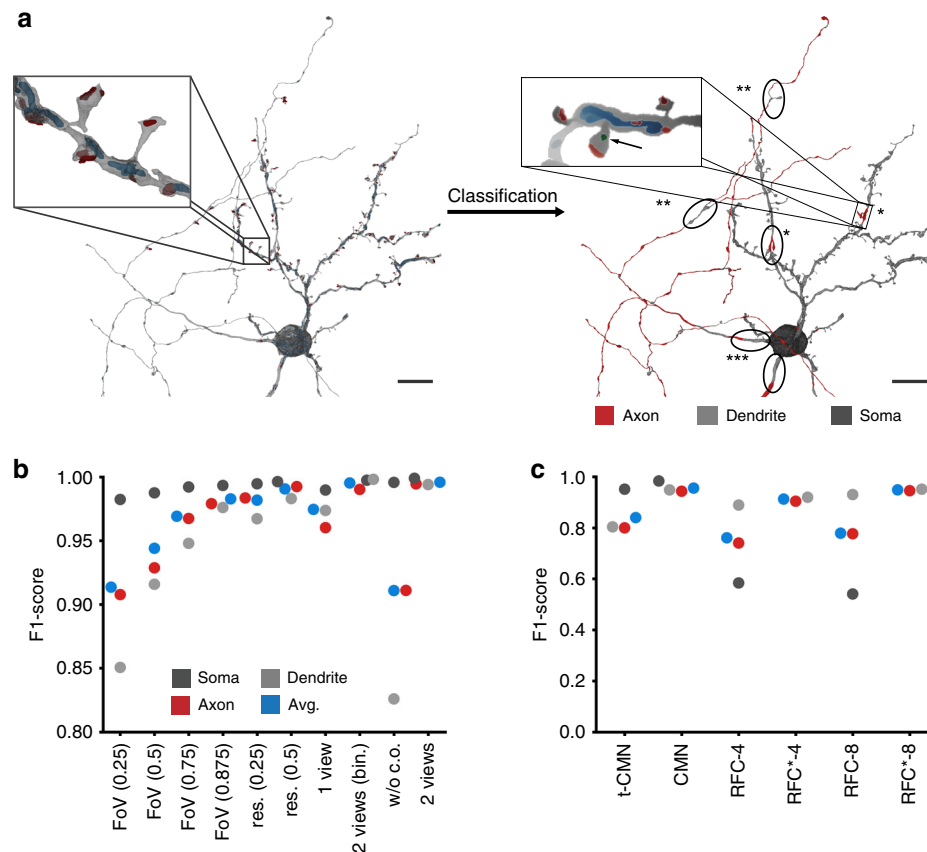 a
**
**
*
*
***
Classification
Axon
Dendrite
Soma
b
F1-score
1.00
0.95
0.90
0.85
0.80
Soma
Dendrite
Axon
Avg.
FoV (0.25)
FoV (0.5)
FoV (0.75)
FoV (0.875)
res. (0.25)
res. (0.5)
1 view
2 views (bin.)
w/o c.o.
2 views
c
F1-score
1.0
0.8
0.6
0.4
0.2
0.0
t-CMN
CMN
RFC-4
RFC*-4
RFC-8
RFC*-8